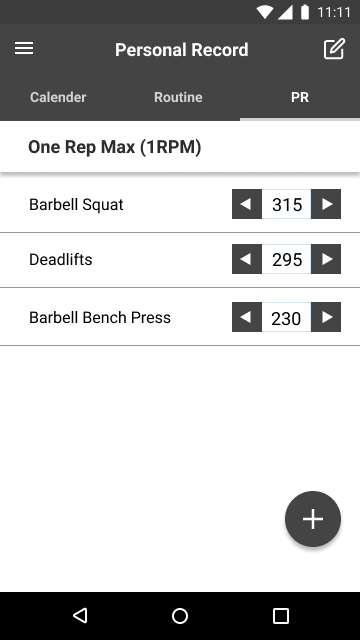 11:11
Personal Record
Calender Routine PR
One Rep Max (1RPM)
Barbell Squat 315
Deadlifts 295
Barbell Bench Press 230